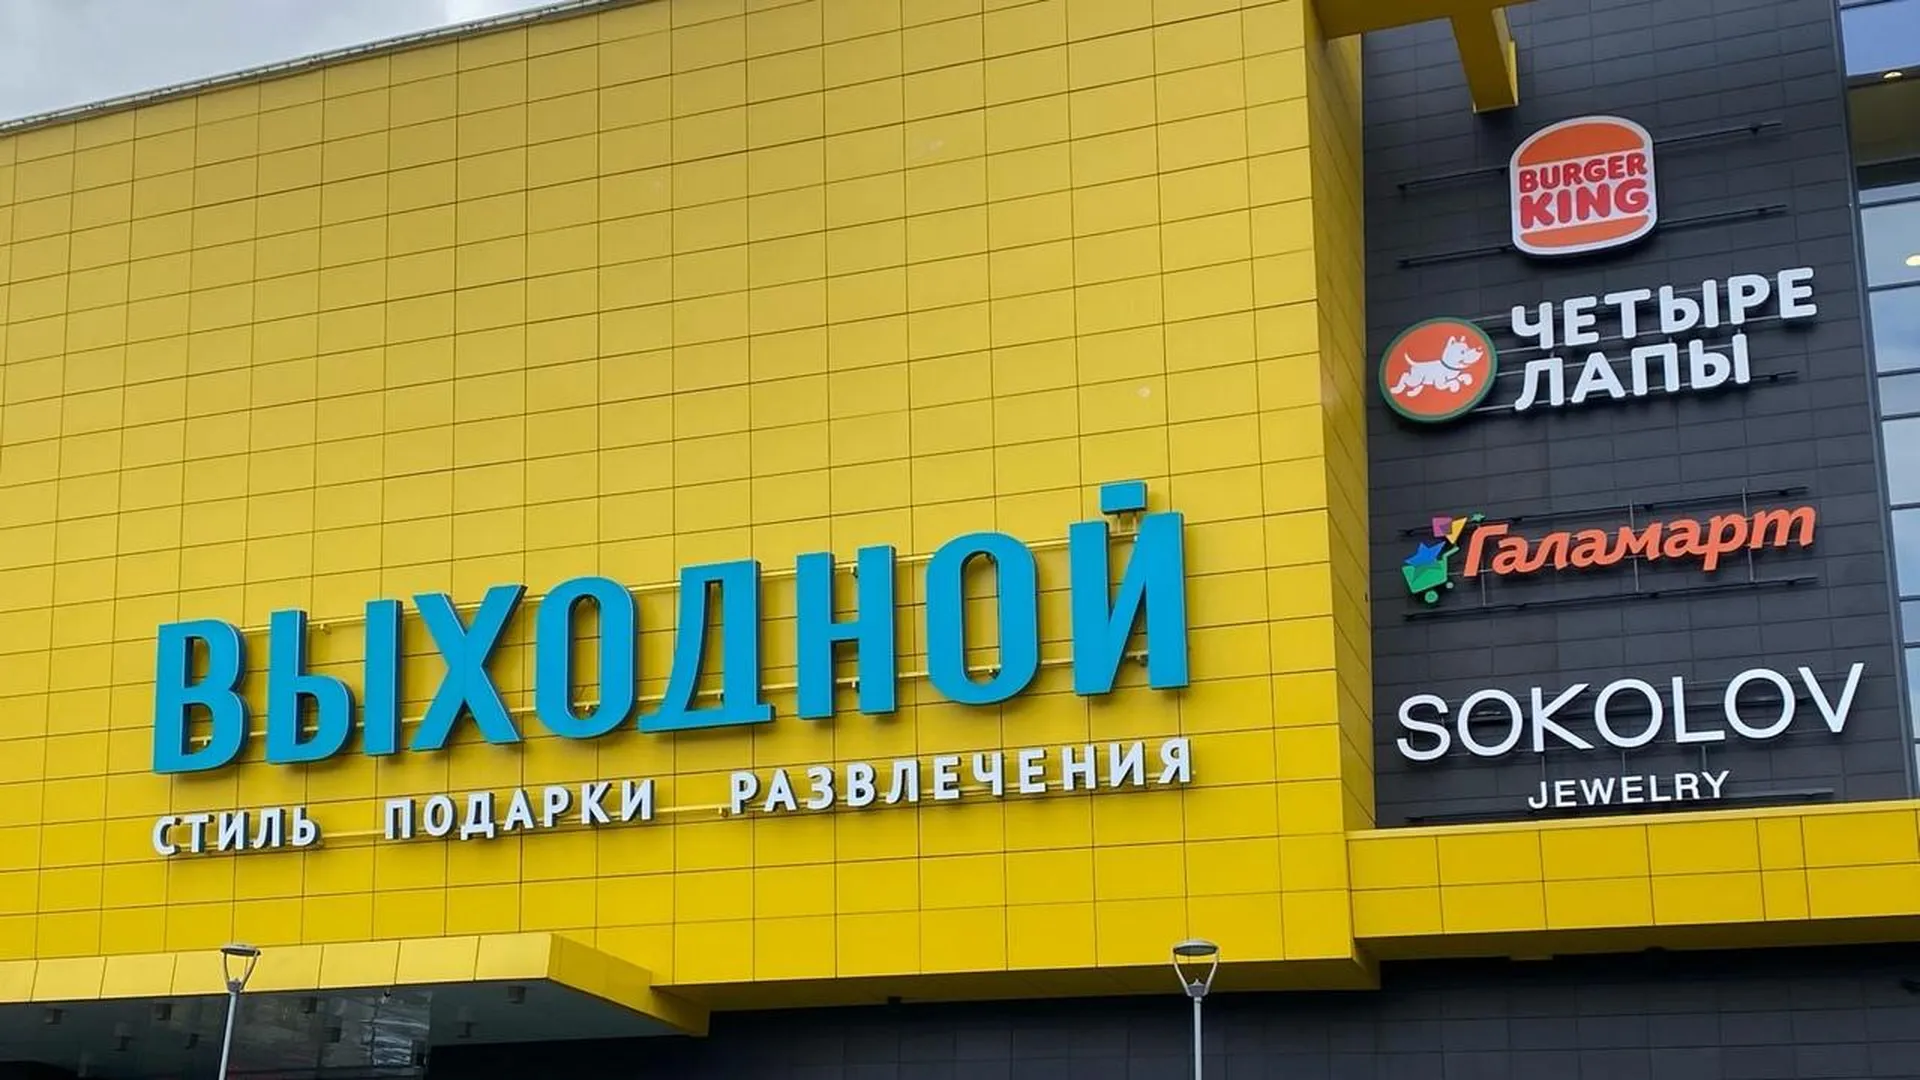 ВЫХОДНОЙ
СТИЛЬ ПОДАРКИ РАЗВЛЕЧЕНИЯ
BURGER
KING
ЧЕТЫРЕ
ЛАПЫ
Галамарт
SOKOLOV
JEWELRY